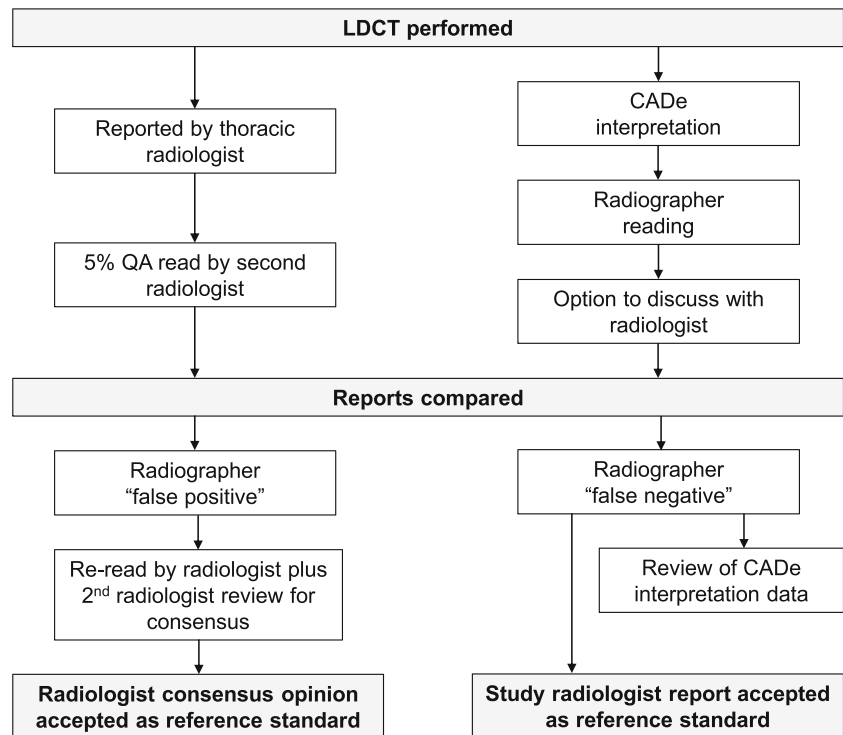 LDCT performed
Reported by thoracic
radiologist
5% QA read by second
radiologist
CADe
interpretation
Radiographer
reading
Option to discuss with
radiologist
Reports compared
Radiographer
“false positive”
Re-read by radiologist plus
2nd radiologist review for
consensus
Radiologist consensus opinion
accepted as reference standard
Radiographer
“false negative”
Review of CADe
interpretation data
Study radiologist report accepted
as reference standard